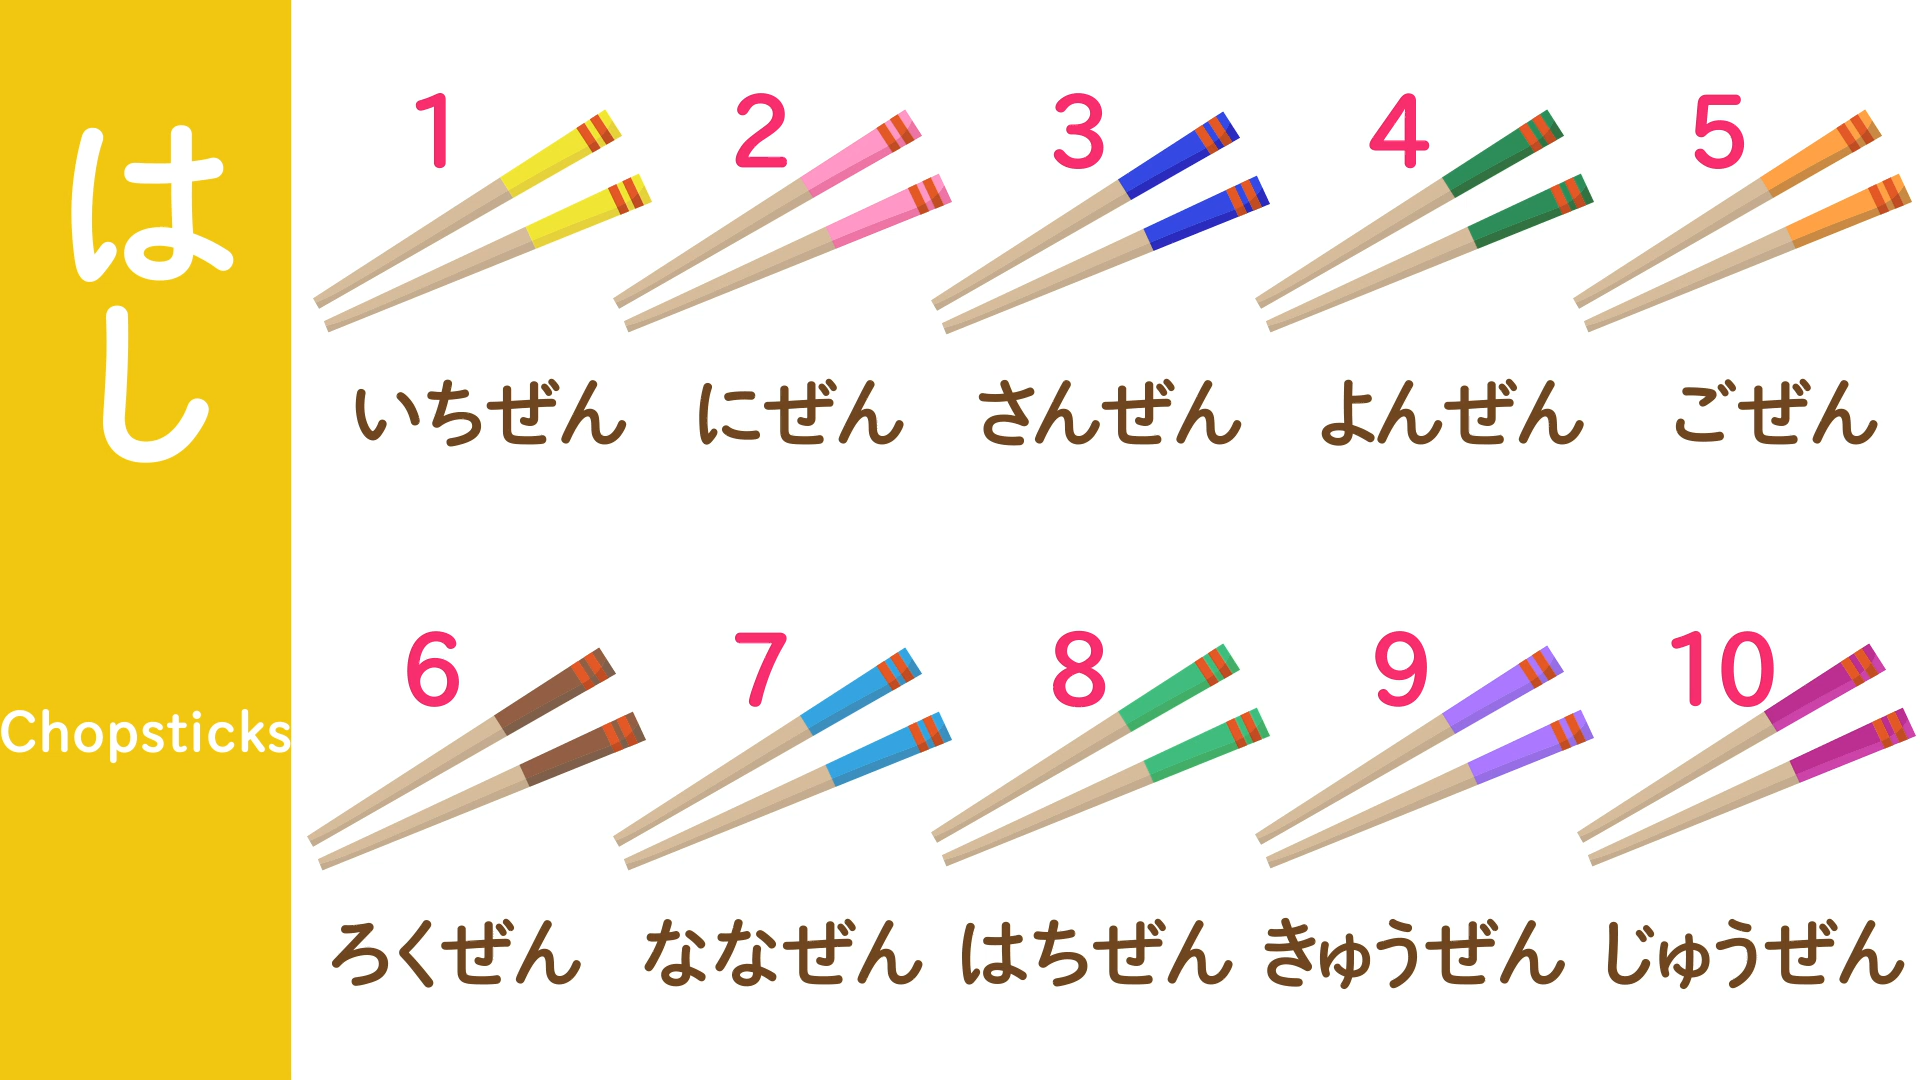 はし
Chopsticks
1 2 3 4 5
いちぜん にぜん さんぜん よんぜん ごぜん
6 7 8 9 10
ろくぜん ななぜん はちぜん きゅうぜん じゅうぜん